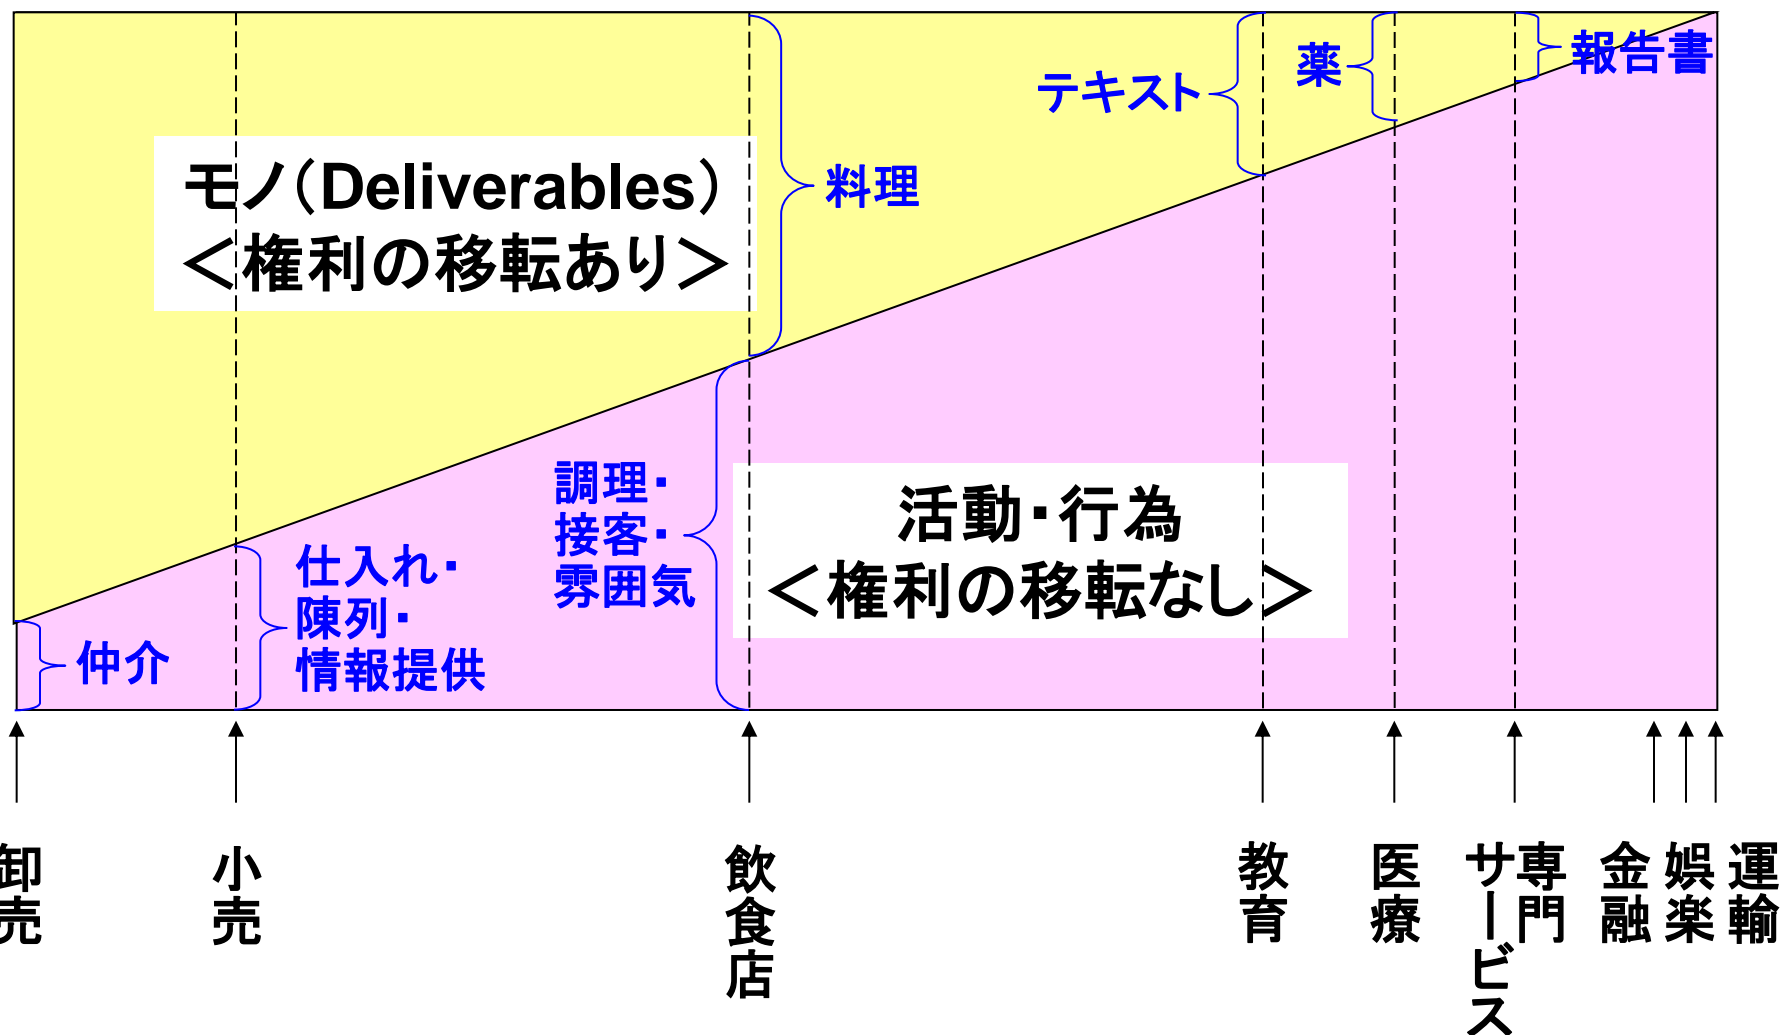 報告書
薬
テキスト
モノ(Deliverables)
＜権利の移転あり＞
料理
調理・
接客・
雰囲気
活動・行為
＜権利の移転なし＞
仕入れ・
陳列・
情報提供
仲介
卸売
小売
飲食店
教育
医療
専門
サービス
金融
娯楽
運輸